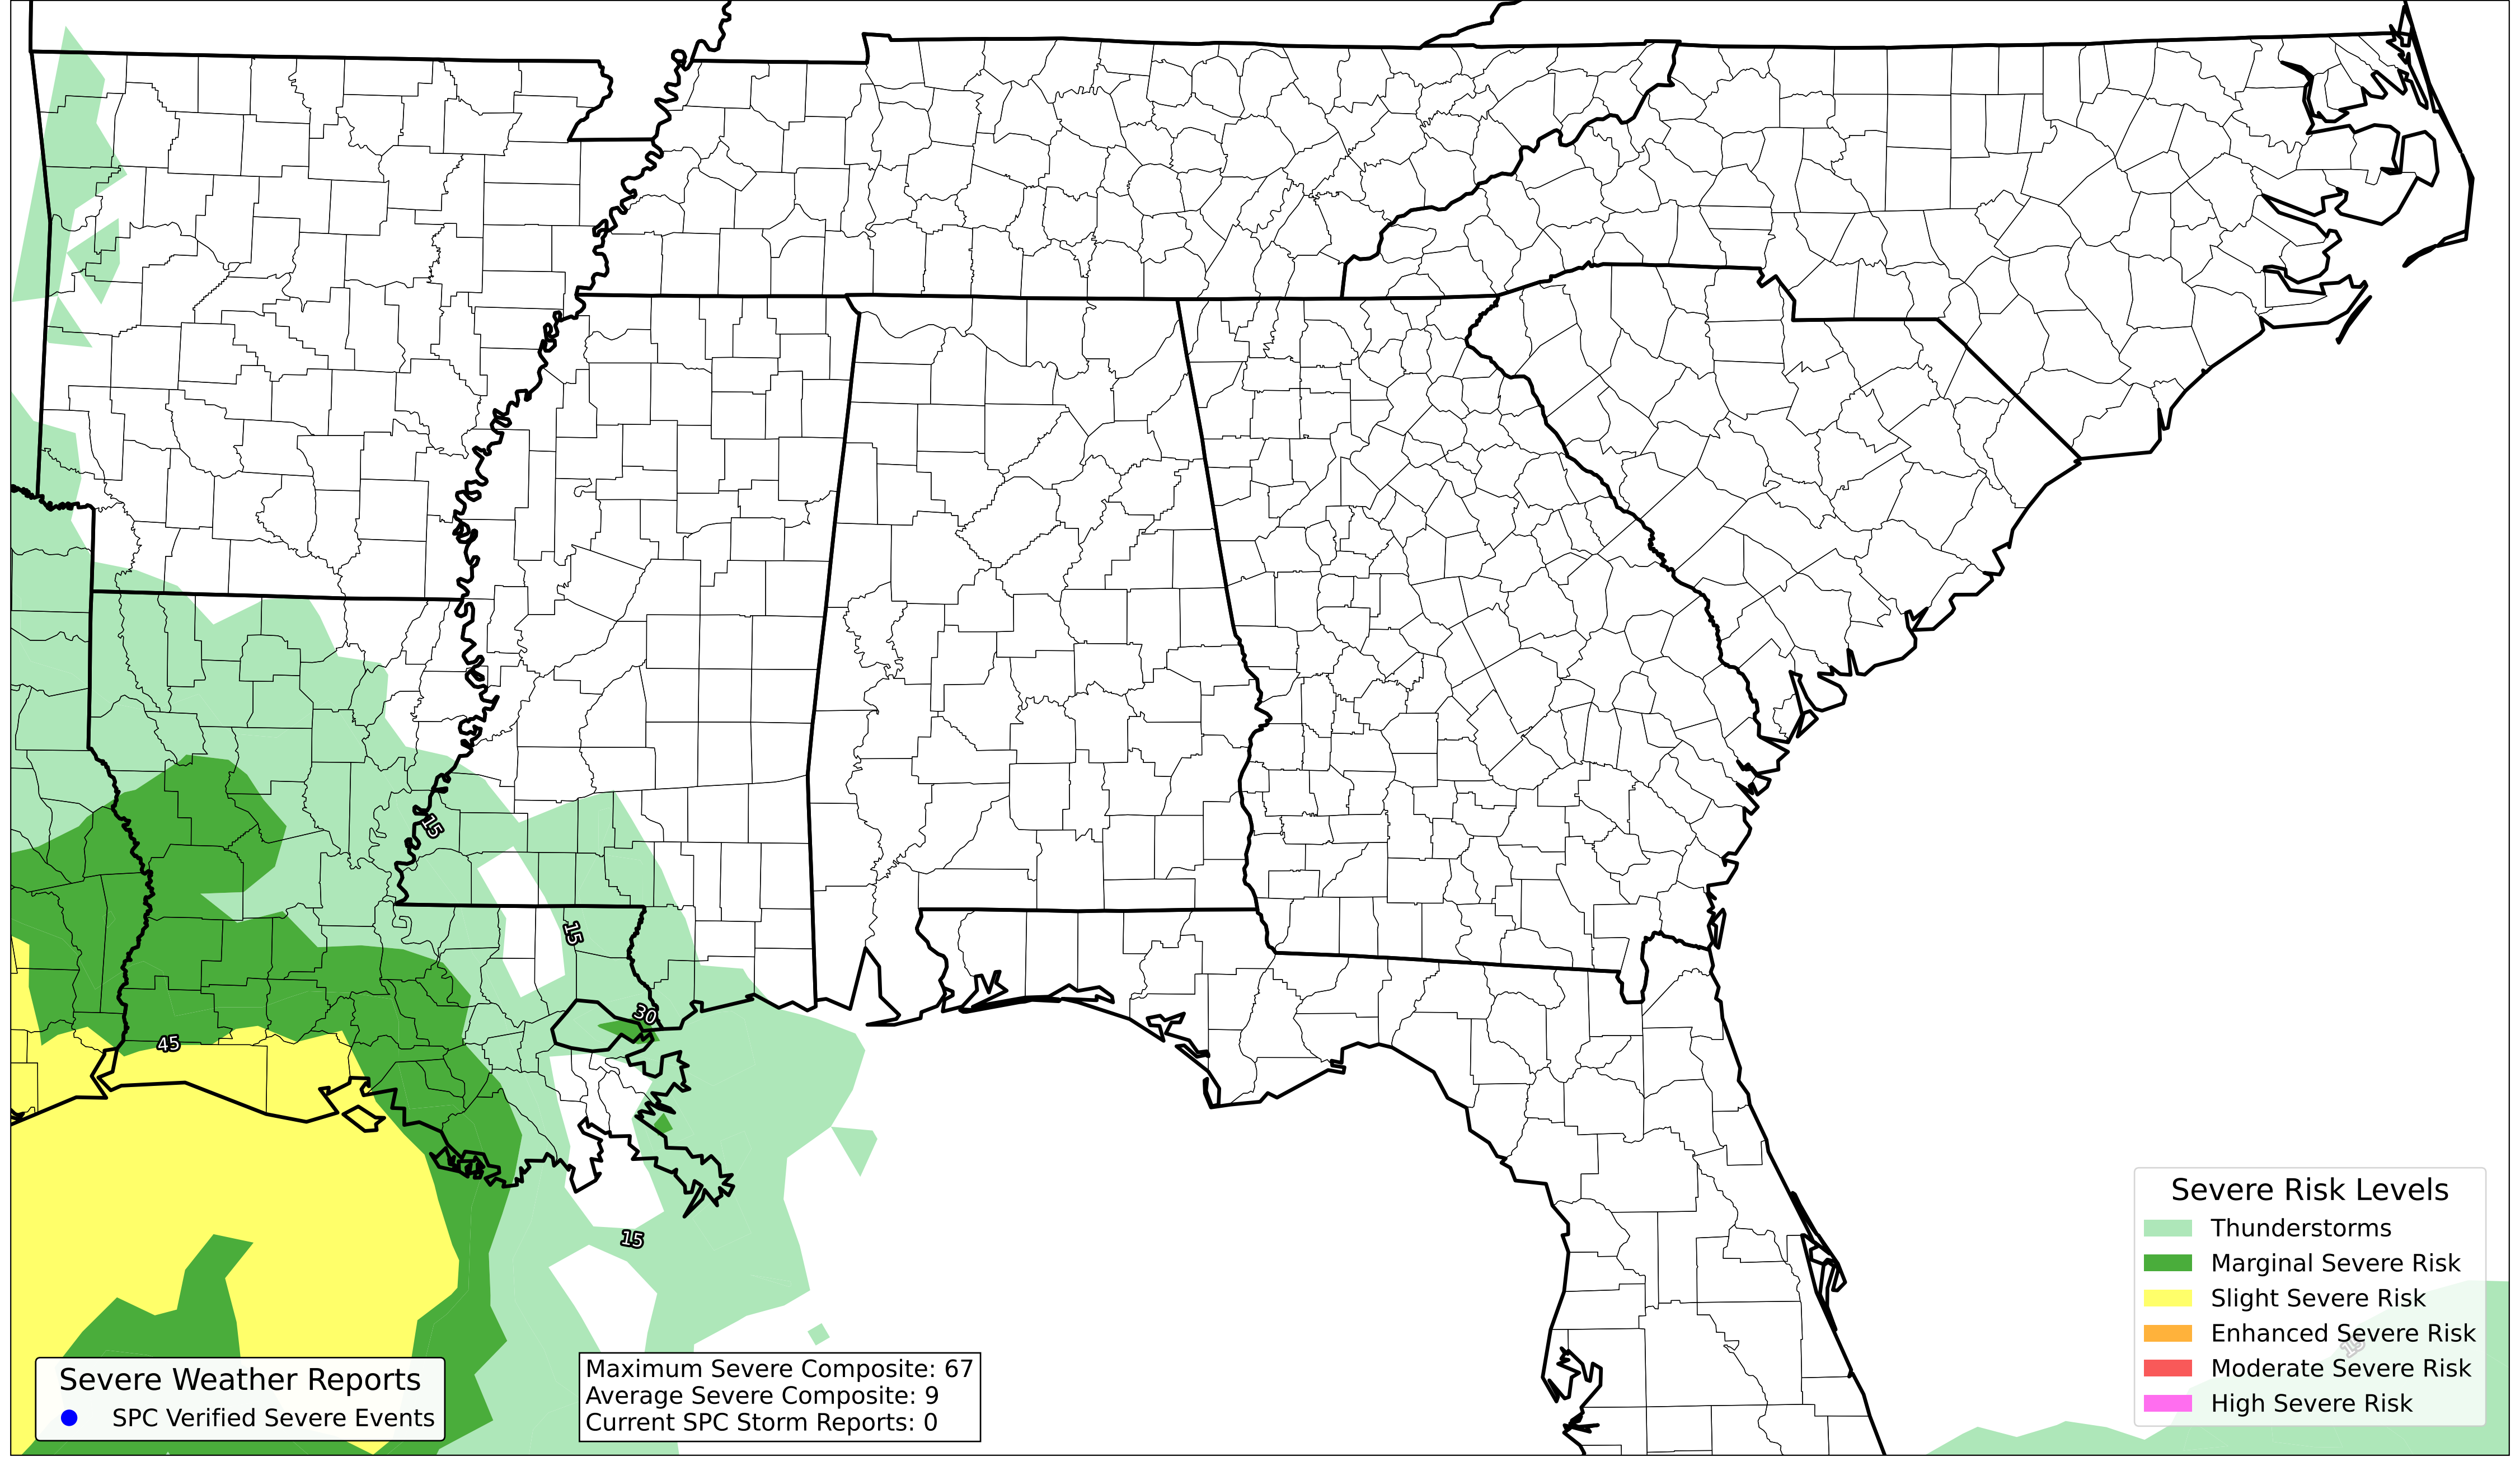 15
15
30
45
15
15
Severe Risk Levels
Thunderstorms
Marginal Severe Risk
Slight Severe Risk
Enhanced Severe Risk
Moderate Severe Risk
High Severe Risk
Severe Weather Reports
SPC Verified Severe Events
Maximum Severe Composite: 67
Average Severe Composite: 9
Current SPC Storm Reports: 0